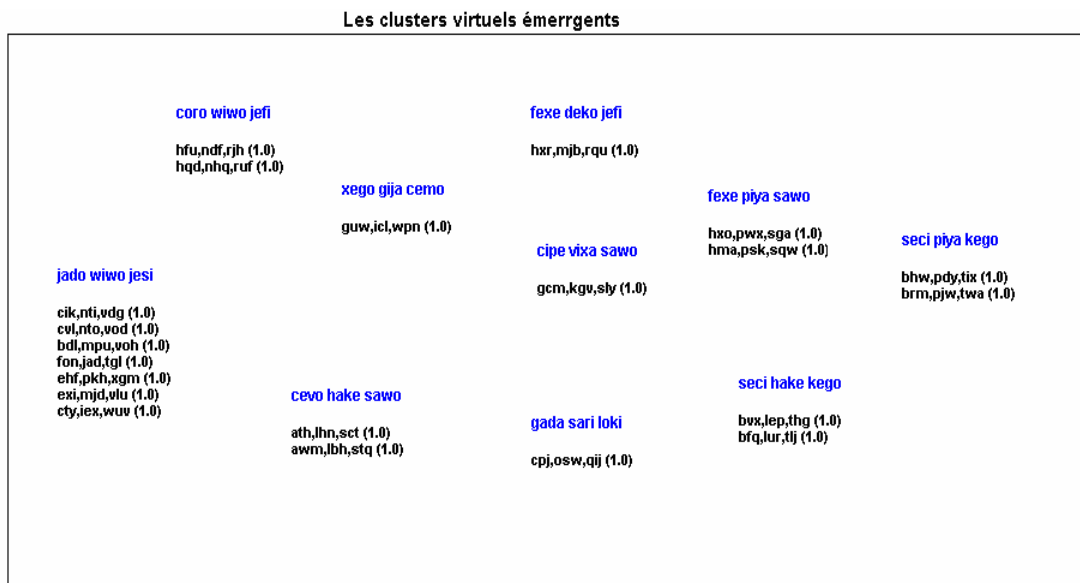 Les clusters virtuels émerrgents
coro wiwo jefi
hfu,ndf,rjh (1.0)
hqd,nhq,ruf (1.0)
fexe deko jefi
hxr,mjb,rqu (1.0)
xego gija cemo
guw,icl,wpn (1.0)
fexe piya sawo
hxo,pwx,sga (1.0)
hma,psk,sqw (1.0)
seci piya kego
bhw,pdy,tix (1.0)
brm,pjw,twa (1.0)
cipe vixa sawo
gcm,kgv,sly (1.0)
jado wiwo jesi
cik,nti,vdg (1.0)
cvl,nto,vod (1.0)
bdl,mpu,voh (1.0)
fon,jad,tgl (1.0)
ehf,pkh,xgm (1.0)
exi,mjd,vlu (1.0)
cty,iex,wuv (1.0)
cevo hake sawo
ath,lhn,sct (1.0)
awm,lbh,stq (1.0)
gada sari loki
cpj,osw,qij (1.0)
seci hake kego
bvx,lep,thg (1.0)
bfq,lur,tlj (1.0)